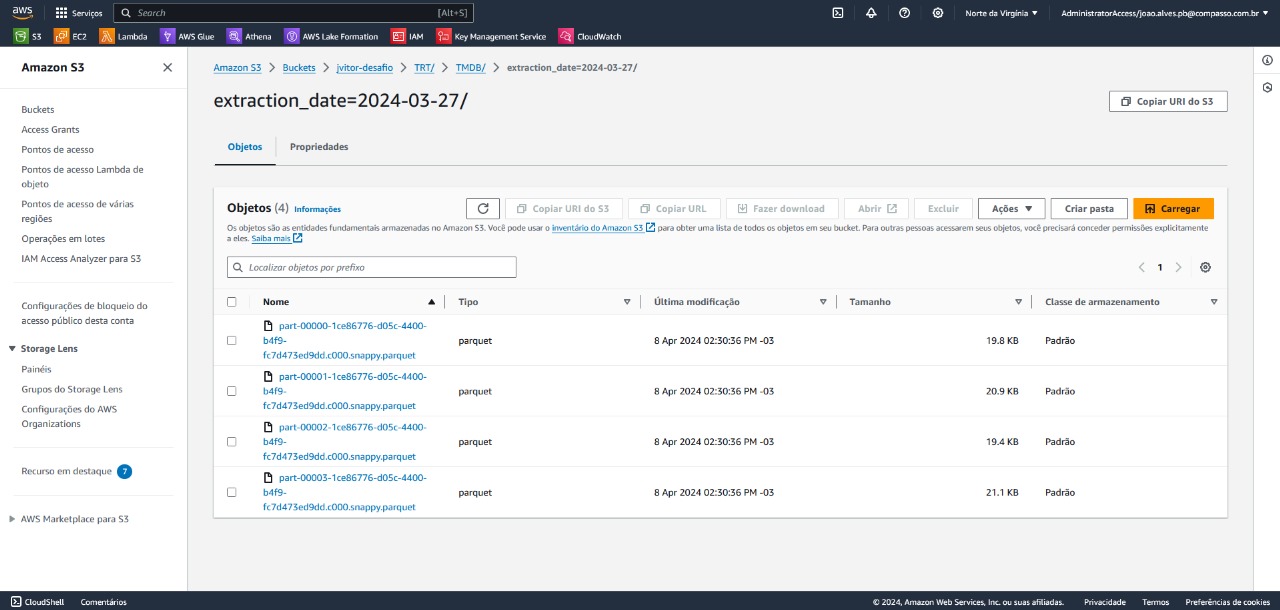 aws
Serviços
Search
[Alt+S]
Norte da Virgínia
AdministratorAccess/joao.alves.pb@compasso.com.br
S3
EC2
Lambda
AWS Glue
Athena
AWS Lake Formation
IAM
Key Management Service
CloudWatch
Amazon S3
Buckets
Access Grants
Pontos de acesso
Pontos de acesso Lambda de
objeto
Pontos de acesso de várias
regiões
Operações em lotes
IAM Access Analyzer para S3
Configurações de bloqueio do
acesso público desta conta
Storage Lens
Painéis
Grupos do Storage Lens
Configurações do AWS
Organizations
Recurso em destaque 7
AWS Marketplace para S3
Amazon S3 > Buckets > jvitor-desafio > TRT/ > TMDB/ > extraction_date=2024-03-27/
extraction_date=2024-03-27/
Copiar URI do S3
Objetos
Propriedades
Objetos (4) Informações
Copiar URI do S3
Copiar URL
Fazer download
Abrir
Excluir
Ações
Criar pasta
Carregar
Os objetos são as entidades fundamentais armazenadas no Amazon S3. Você pode usar o inventário do Amazon S3 para obter uma lista de todos os objetos em seu bucket. Para outras pessoas acessarem seus objetos, você precisará conceder permissões explicitamente
a eles. Saiba mais
Localizar objetos por prefixo
1
Nome Tipo Última modificação Tamanho Classe de armazenamento
part-00000-1ce86776-d05c-4400-
b4f9-
fc7d473ed9dd.c000.snappy.parquet
parquet 8 Apr 2024 02:30:36 PM -03 19.8 KB Padrão
part-00001-1ce86776-d05c-4400-
b4f9-
fc7d473ed9dd.c000.snappy.parquet
parquet 8 Apr 2024 02:30:36 PM -03 20.9 KB Padrão
part-00002-1ce86776-d05c-4400-
b4f9-
fc7d473ed9dd.c000.snappy.parquet
parquet 8 Apr 2024 02:30:36 PM -03 19.4 KB Padrão
part-00003-1ce86776-d05c-4400-
b4f9-
fc7d473ed9dd.c000.snappy.parquet
parquet 8 Apr 2024 02:30:36 PM -03 21.1 KB Padrão
CloudShell
Comentários
© 2024, Amazon Web Services, Inc. ou suas afiliadas.
Privacidade
Termos
Preferências de cookies